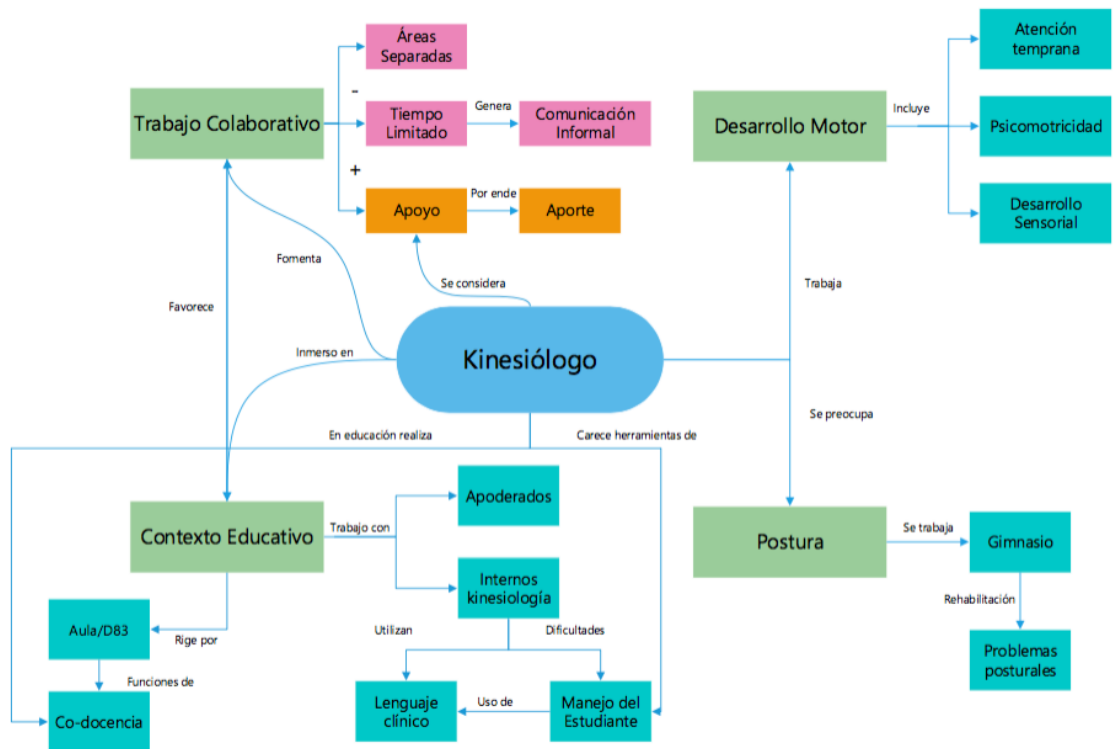 Áreas
Separadas
Atención
temprana
-
Genera
Incluye
Trabajo Colaborativo
Tiempo
Limitado
Comunicación
Informal
Desarrollo Motor
Psicomotricidad
+
Por ende
Apoyo
Aporte
Desarrollo
Sensorial
Fomenta
Se considera
Trabaja
Favorece
Inmerso en
Kinesiólogo
Se preocupa
En educación realiza
Carece herramientas de
Apoderados
Contexto Educativo
Trabajo con
Postura
Se trabaja
Gimnasio
Internos
kinesiología
Rehabilitación
Aula/D83
Rige por
Utilizan
Dificultades
Problemas
posturales
Funciones de
Co-docencia
Lenguaje
clínico
Uso de
Manejo del
Estudiante